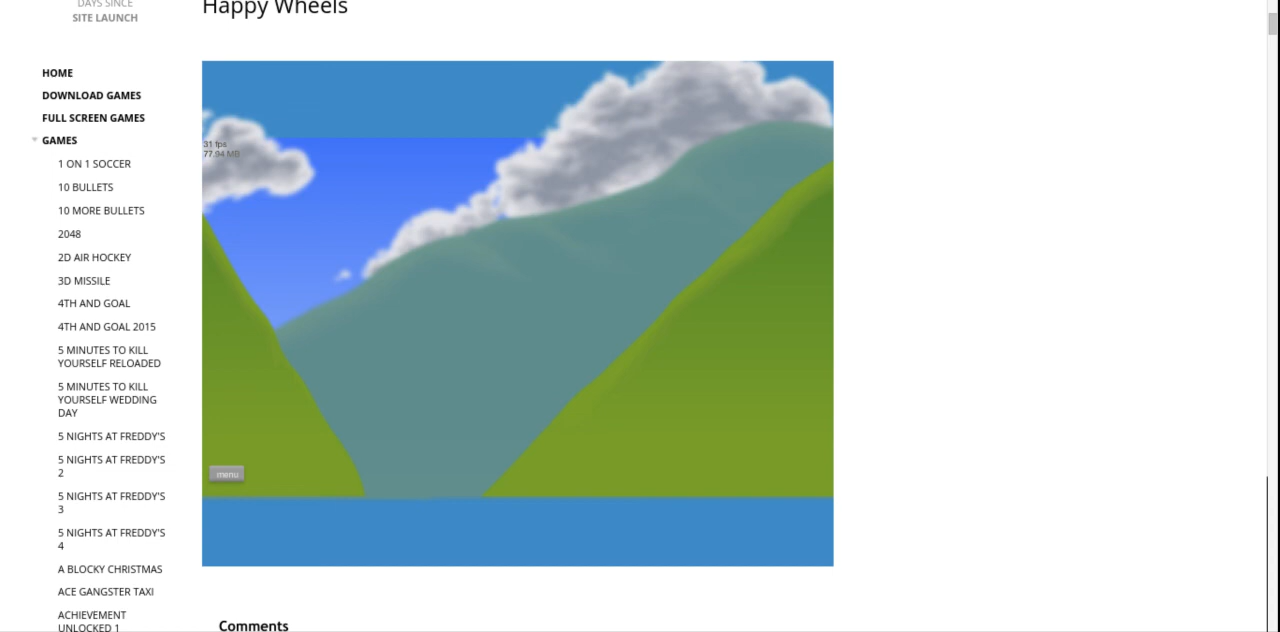 DAYS SINCE
SITE LAUNCH
Happy Wheels
HOME
DOWNLOAD GAMES
FULL SCREEN GAMES
GAMES
1 ON 1 SOCCER
10 BULLETS
10 MORE BULLETS
2048
2D AIR HOCKEY
3D MISSILE
4TH AND GOAL
4TH AND GOAL 2015
5 MINUTES TO KILL
YOURSELF RELOADED
5 MINUTES TO KILL
YOURSELF WEDDING
DAY
5 NIGHTS AT FREDDY'S
5 NIGHTS AT FREDDY'S
2
5 NIGHTS AT FREDDY'S
3
5 NIGHTS AT FREDDY'S
4
A BLOCKY CHRISTMAS
ACE GANGSTER TAXI
ACHIEVEMENT
UNLOCKED 1
31 fps
77.94 MB
menu
Comments